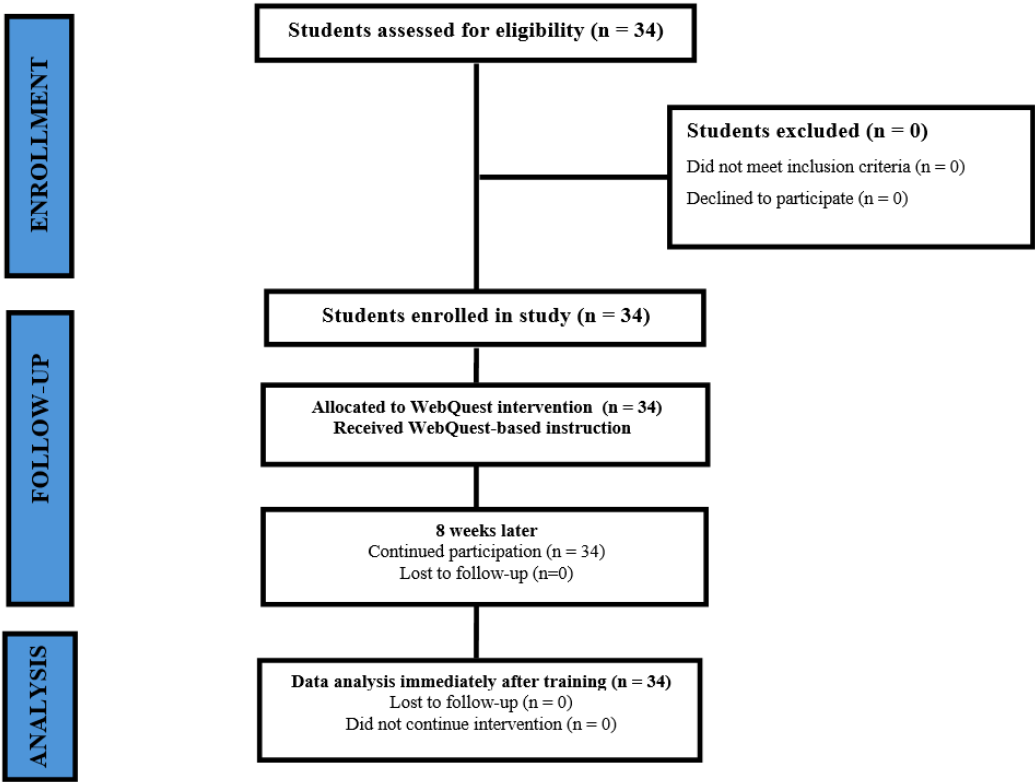 ENROLLMENT
Students assessed for eligibility (n = 34)
Students excluded (n = 0)
Did not meet inclusion criteria (n = 0)
Declined to participate (n = 0)
FOLLOW-UP
Students enrolled in study (n = 34)
Allocated to WebQuest intervention (n = 34)
Received WebQuest-based instruction
8 weeks later
Continued participation (n = 34)
Lost to follow-up (n=0)
ANALYSIS
Data analysis immediately after training (n = 34)
Lost to follow-up (n = 0)
Did not continue intervention (n = 0)